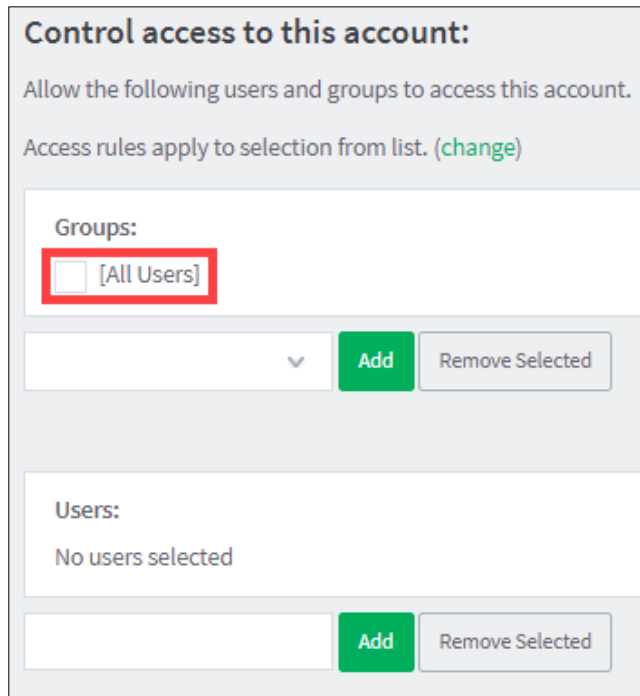 Control access to this account:
Allow the following users and groups to access this account.
Access rules apply to selection from list. (change)
Groups:
[All Users]
Add Remove Selected
Users:
No users selected
Add Remove Selected